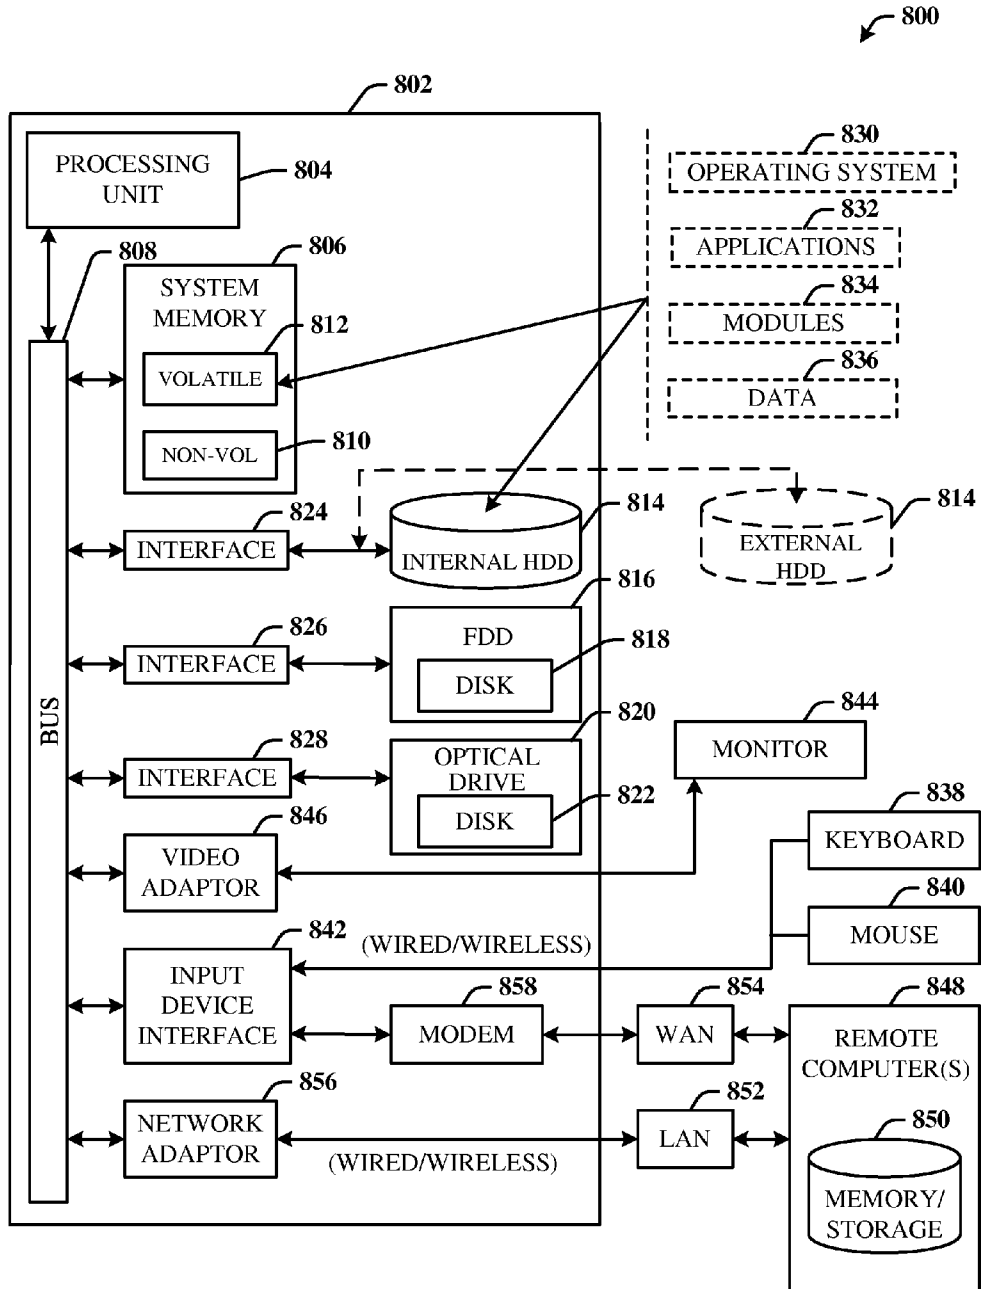 800
802
PROCESSING
UNIT
804
830
OPERATING SYSTEM
832
APPLICATIONS
834
MODULES
836
DATA
808
806
SYSTEM
MEMORY
812
VOLATILE
810
NON-VOL
824
INTERFACE
814
INTERNAL HDD
814
EXTERNAL
HDD
816
FDD
818
DISK
826
INTERFACE
BUS
820
OPTICAL
DRIVE
822
DISK
828
INTERFACE
844
MONITOR
846
VIDEO
ADAPTOR
838
KEYBOARD
840
MOUSE
842
INPUT
DEVICE
INTERFACE
(WIRED/WIRELESS)
858
MODEM
854
WAN
848
REMOTE
COMPUTER(S)
856
NETWORK
ADAPTOR
(WIRED/WIRELESS)
852
LAN
850
MEMORY/
STORAGE